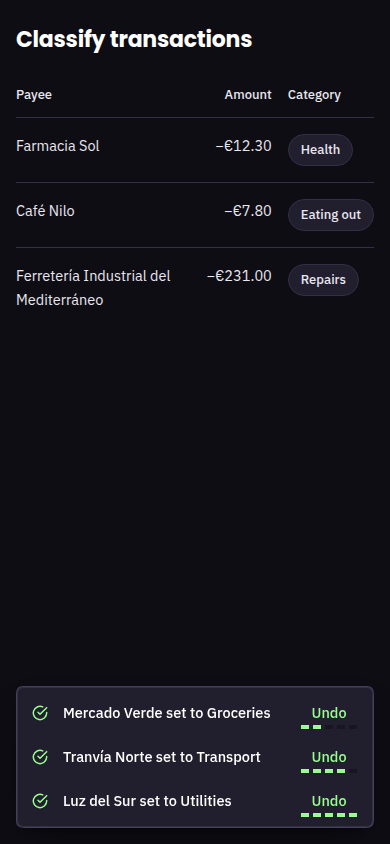 Classify transactions
Payee Amount Category
Farmacia Sol −€12.30 Health
Café Nilo −€7.80 Eating out
Ferretería Industrial del −€231.00 Repairs
Mediterráneo
Mercado Verde set to Groceries Undo
Tranvía Norte set to Transport Undo
Luz del Sur set to Utilities Undo